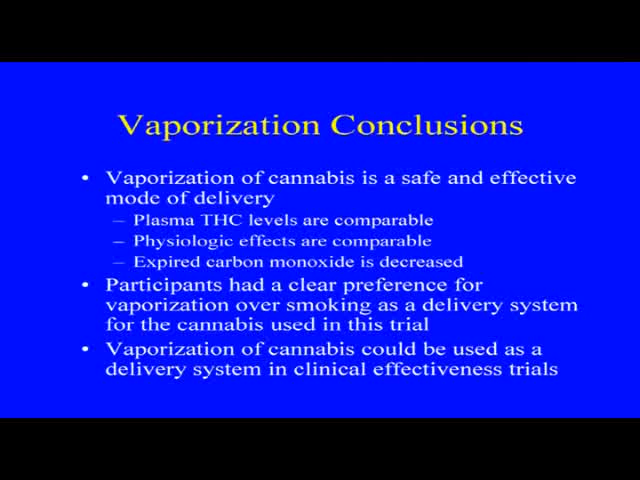 Vaporization Conclusions
• Vaporization of cannabis is a safe and effective
mode of delivery
– Plasma THC levels are comparable
– Physiologic effects are comparable
– Expired carbon monoxide is decreased
• Participants had a clear preference for
vaporization over smoking as a delivery system
for the cannabis used in this trial
• Vaporization of cannabis could be used as a
delivery system in clinical effectiveness trials